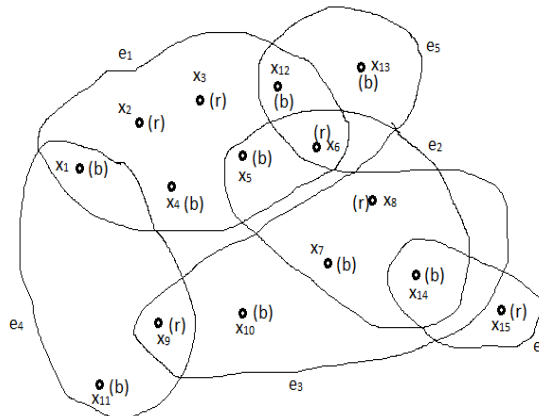 e₁
e₅
x₃
(r)
x₁₂
(b)
x₁₃
(b)
x₂
(r)
(r)
x₆
e₂
x₁ (b)
(b)
x₅
x₄ (b)
(r)
x₈
x₇
(b)
(b)
x₁₄
e₄
(r)
x₉
(b)
x₁₀
(r)
x₁₅
e
e₃
(b)
x₁₁